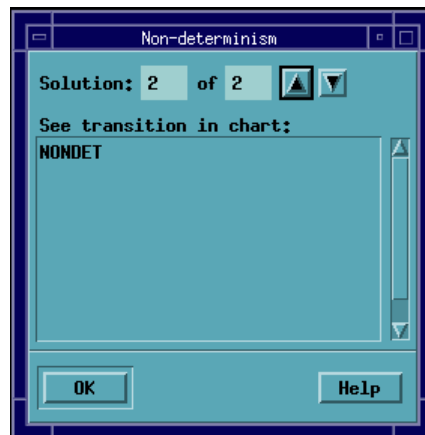 Non-determinism
Solution: 2 of 2
See transition in chart:
NONDET
OK Help